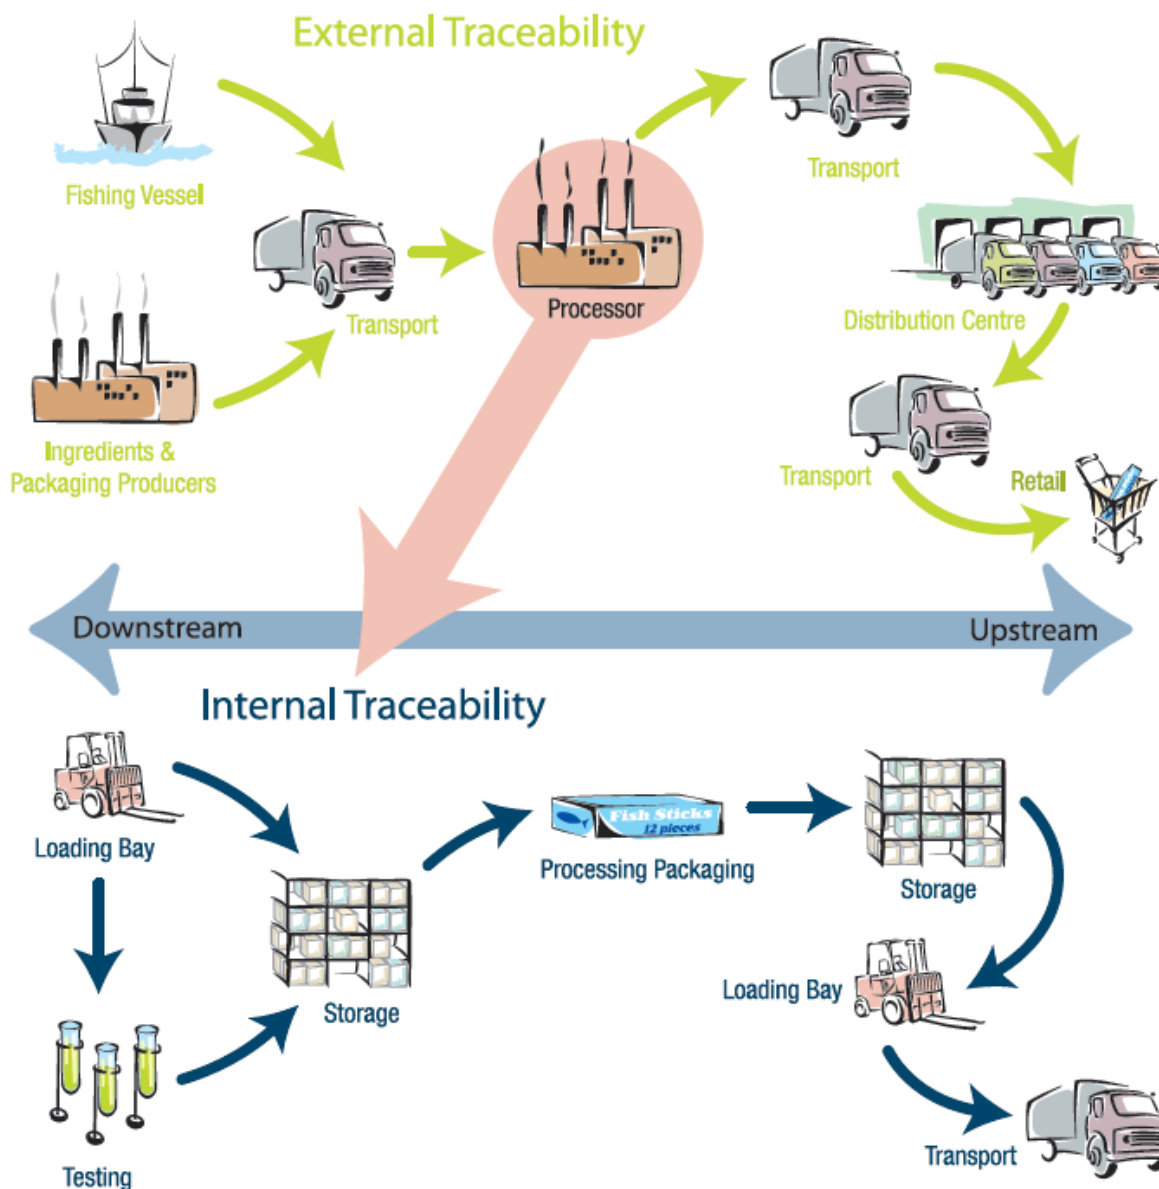 External Traceability
Fishing Vessel
Transport
Processor
Transport
Distribution Centre
Ingredients &
Packaging Producers
Transport
Retail
Downstream
Upstream
Internal Traceability
Loading Bay
Fish Sticks
12 pieces
Processing Packaging
Storage
Storage
Loading Bay
Testing
Transport